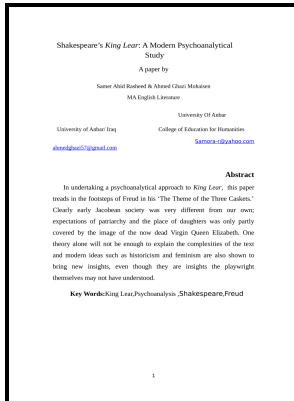 Shakespeare's King Lear: A Modern Psychoanalytical
Study
A paper by
Samer Abid Rasheed & Ahmed Ghazi Mohaisen
MA English Literature
University Of Anbar
University of Anbar/ Iraq College of Education for Humanities
Samora-r@yahoo.com
ahmedghazi57@gmail.com
Abstract
In undertaking a psychoanalytical approach to King Lear, this paper
treads in the footsteps of Freud in his 'The Theme of the Three Caskets.'
Clearly early Jacobean society was very different from our own;
expectations of patriarchy and the place of daughters was only partly
covered by the image of the now dead Virgin Queen Elizabeth. One
theory alone will not be enough to explain the complexities of the text
and modern ideas such as historicism and feminism are also shown to
bring new insights, even though they are insights the playwright
themselves may not have understood.
Key Words:King Lear,Psychoanalysis ,Shakespeare,Freud
1